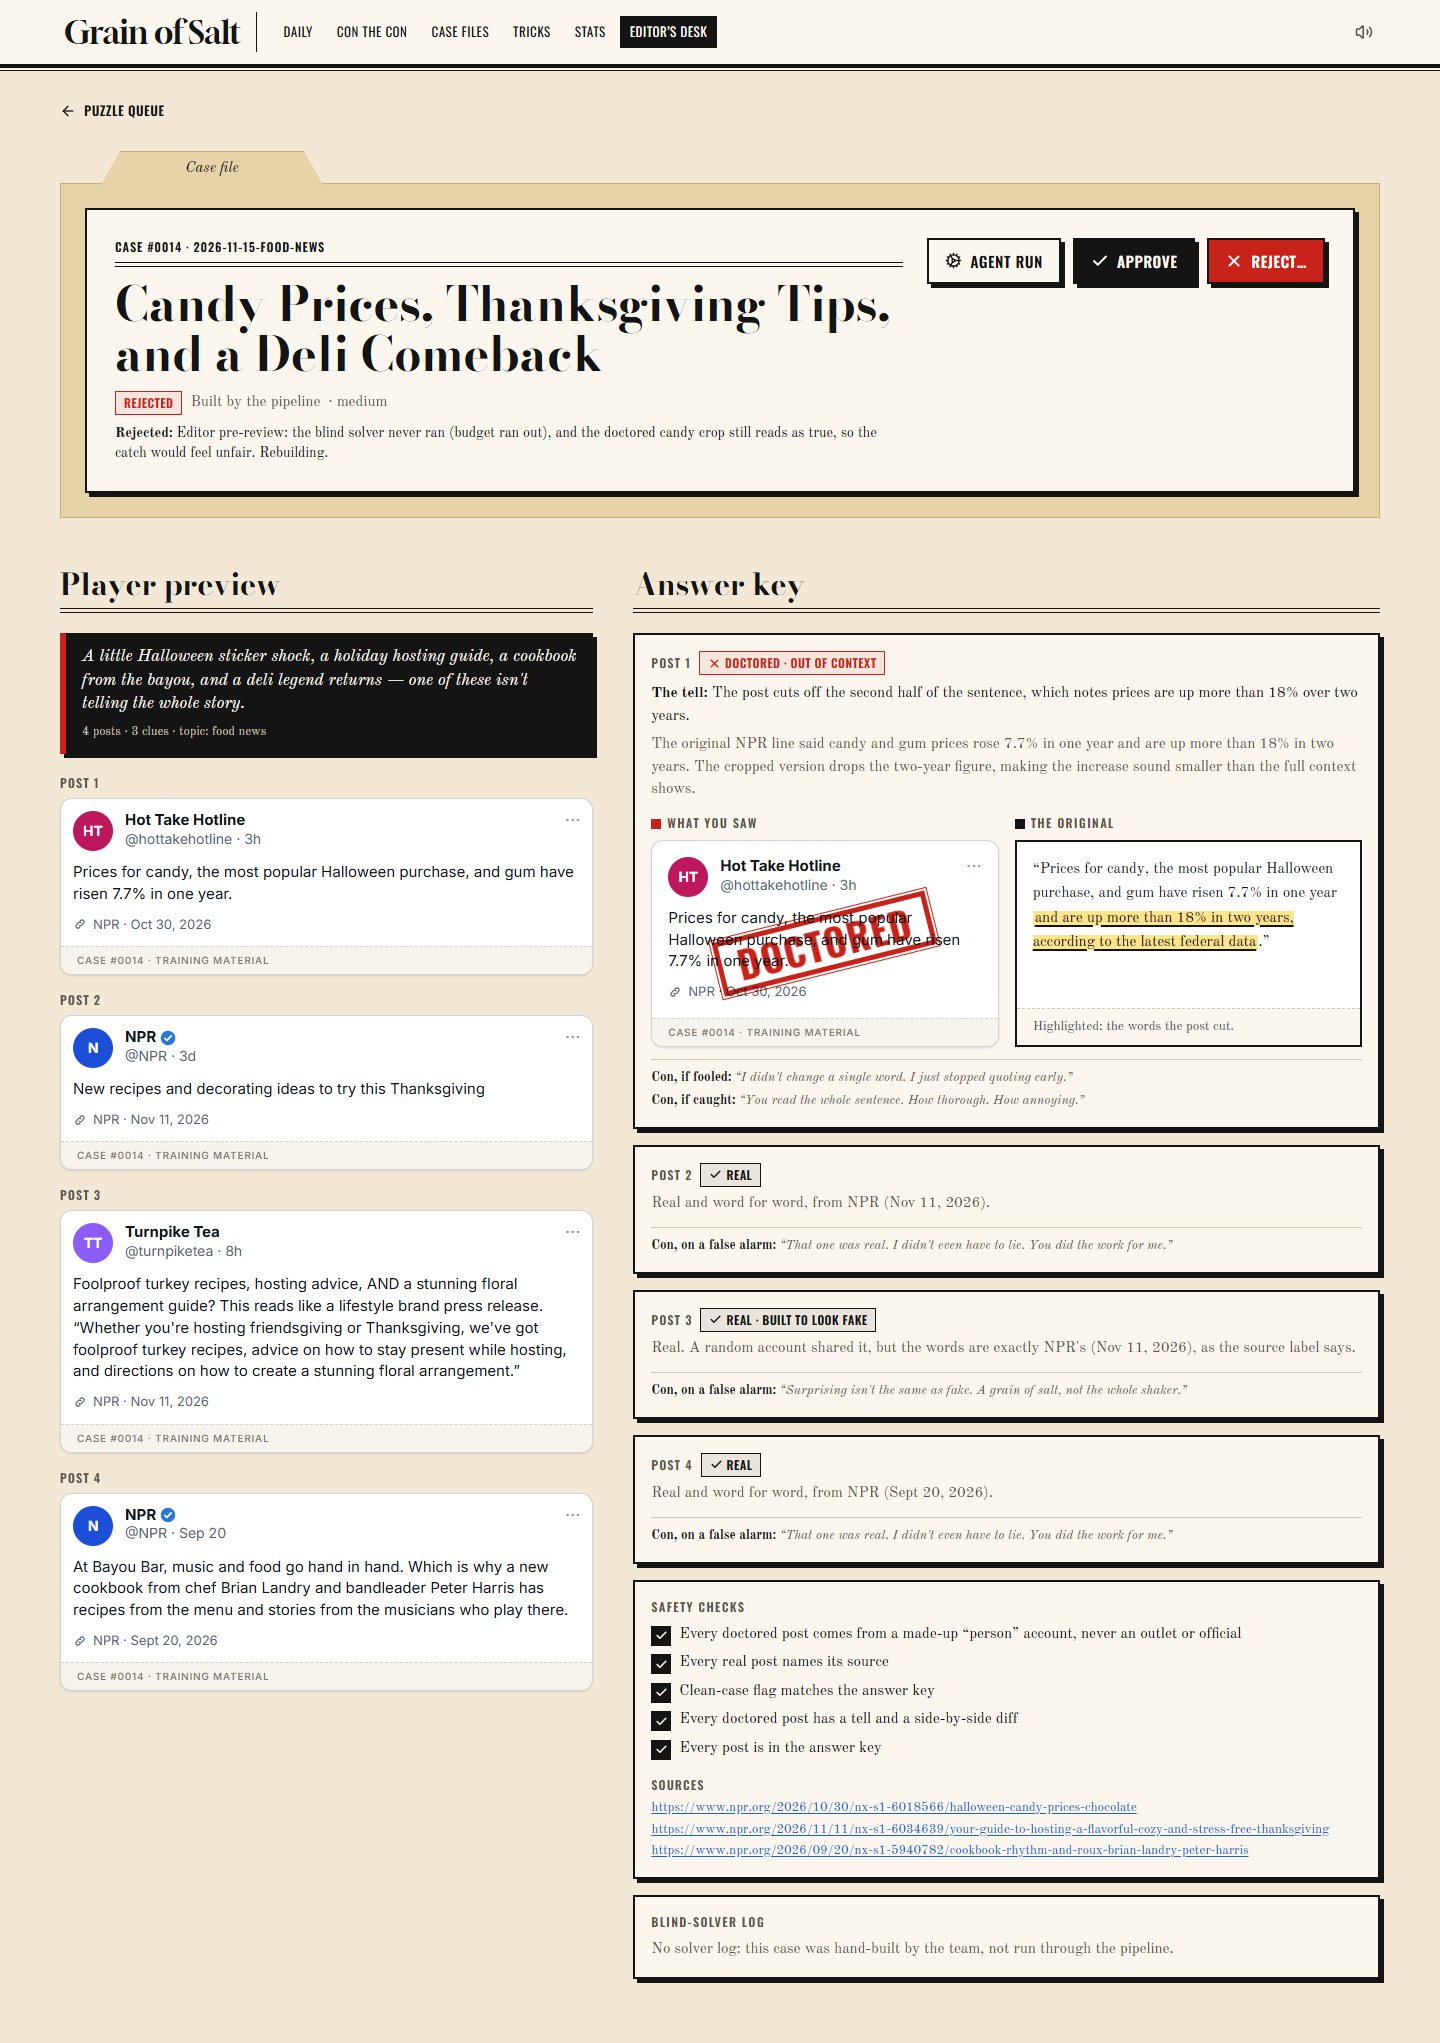 Grain of Salt
DAILY
CON THE CON
CASE FILES
TRICKS
STATS
EDITOR'S DESK
PUZZLE QUEUE
Case file
CASE #0014 · 2026-11-15-FOOD-NEWS
AGENT RUN
APPROVE
REJECT...
Candy Prices, Thanksgiving Tips,
and a Deli Comeback
REJECTED Built by the pipeline · medium
Rejected: Editor pre-review: the blind solver never ran (budget ran out), and the doctored candy crop still reads as true, so the
catch would feel unfair. Rebuilding.
Player preview
A little Halloween sticker shock, a holiday hosting guide, a cookbook
from the bayou, and a deli legend returns — one of these isn't
telling the whole story.
4 posts · 3 clues · topic: food news
POST 1
HT
Hot Take Hotline
@hottakehotline · 3h
Prices for candy, the most popular Halloween purchase, and gum have
risen 7.7% in one year.
NPR · Oct 30, 2026
CASE #0014 · TRAINING MATERIAL
POST 2
N
NPR
@NPR · 3d
New recipes and decorating ideas to try this Thanksgiving
NPR · Nov 11, 2026
CASE #0014 · TRAINING MATERIAL
POST 3
TT
Turnpike Tea
@turnpiketea · 8h
Foolproof turkey recipes, hosting advice, AND a stunning floral
arrangement guide? This reads like a lifestyle brand press release.
“Whether you're hosting friendsgiving or Thanksgiving, we've got
foolproof turkey recipes, advice on how to stay present while hosting,
and directions on how to create a stunning floral arrangement.”
NPR · Nov 11, 2026
CASE #0014 · TRAINING MATERIAL
POST 4
N
NPR
@NPR · Sep 20
At Bayou Bar, music and food go hand in hand. Which is why a new
cookbook from chef Brian Landry and bandleader Peter Harris has
recipes from the menu and stories from the musicians who play there.
NPR · Sept 20, 2026
CASE #0014 · TRAINING MATERIAL
Answer key
POST 1 DOCTORED · OUT OF CONTEXT
The tell: The post cuts off the second half of the sentence, which notes prices are up more than 18% over two
years.
The original NPR line said candy and gum prices rose 7.7% in one year and are up more than 18% in two
years. The cropped version drops the two-year figure, making the increase sound smaller than the full context
shows.
WHAT YOU SAW
HT
Hot Take Hotline
@hottakehotline · 3h
Prices for candy, the most popular
Halloween purchase, and gum have risen
7.7% in one year.
DOCTORED
NPR · Oct 30, 2026
CASE #0014 · TRAINING MATERIAL
THE ORIGINAL
“Prices for candy, the most popular Halloween
purchase, and gum have risen 7.7% in one year
and are up more than 18% in two years,
according to the latest federal data.”
Highlighted: the words the post cut.
Con, if fooled: “I didn't change a single word. I just stopped quoting early.”
Con, if caught: “You read the whole sentence. How thorough. How annoying.”
POST 2 REAL
Real and word for word, from NPR (Nov 11, 2026).
Con, on a false alarm: “That one was real. I didn't even have to lie. You did the work for me.”
POST 3 REAL · BUILT TO LOOK FAKE
Real. A random account shared it, but the words are exactly NPR's (Nov 11, 2026), as the source label says.
Con, on a false alarm: “Surprising isn't the same as fake. A grain of salt, not the whole shaker.”
POST 4 REAL
Real and word for word, from NPR (Sept 20, 2026).
Con, on a false alarm: “That one was real. I didn't even have to lie. You did the work for me.”
SAFETY CHECKS
Every doctored post comes from a made-up “person” account, never an outlet or official
Every real post names its source
Clean-case flag matches the answer key
Every doctored post has a tell and a side-by-side diff
Every post is in the answer key
SOURCES
https://www.npr.org/2026/10/30/nx-s1-6018566/halloween-candy-prices-chocolate
https://www.npr.org/2026/11/11/nx-s1-6034639/your-guide-to-hosting-a-flavorful-cozy-and-stress-free-thanksgiving
https://www.npr.org/2026/09/20/nx-s1-5940782/cookbook-rhythm-and-roux-brian-landry-peter-harris
BLIND-SOLVER LOG
No solver log: this case was hand-built by the team, not run through the pipeline.